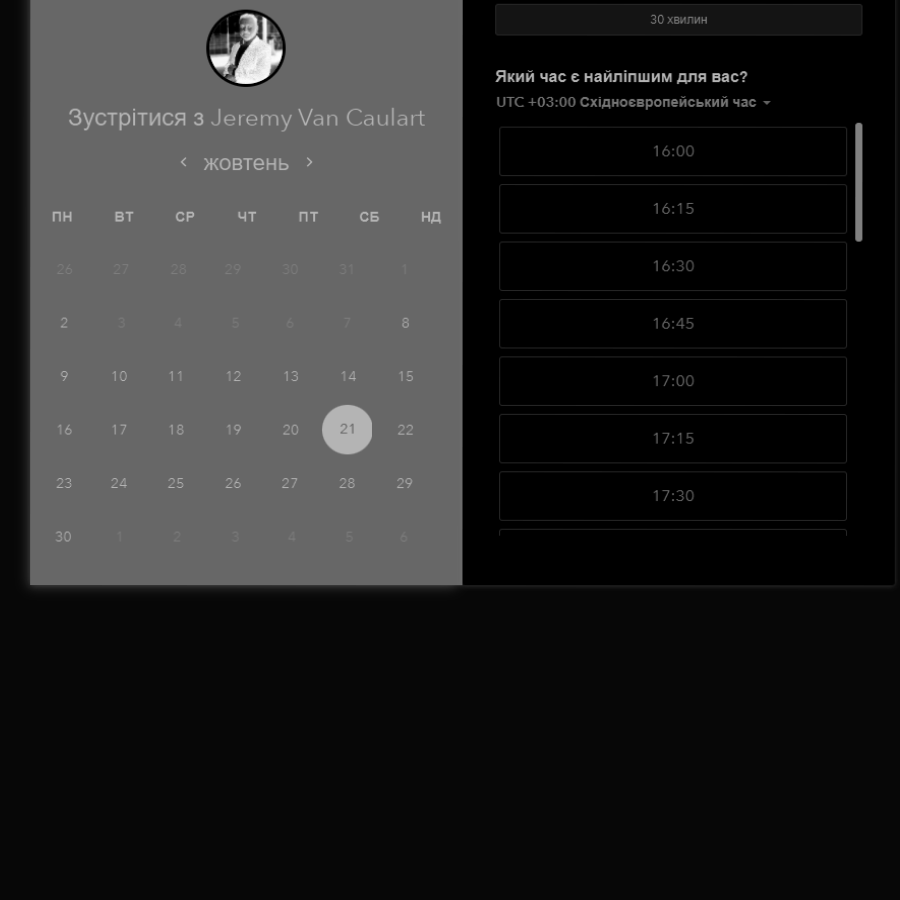 Зустрітися з Jeremy Van Caulart
‹ жовтень ›
ПН ВТ СР ЧТ ПТ СБ НД
26 27 28 29 30 31 1
2 3 4 5 6 7 8
9 10 11 12 13 14 15
16 17 18 19 20 21 22
23 24 25 26 27 28 29
30 1 2 3 4 5 6
30 хвилин
Який час є найліпшим для вас?
UTC +03:00 Східноєвропейський час
16:00
16:15
16:30
16:45
17:00
17:15
17:30